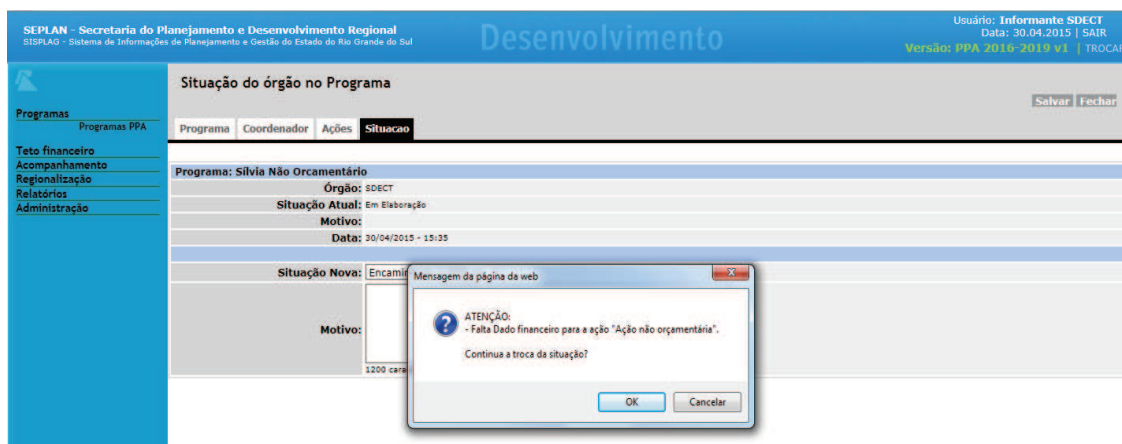 SEPLAN - Secretaria do Planejamento e Desenvolvimento Regional
SISPLAG - Sistema de Informações de Planejamento e Gestão do Estado do Rio Grande do Sul
Desenvolvimento
Usuário: Informante SDECT
Data: 30.04.2015 | SAIR
Versão: PPA 2016-2019 v1 | TROCAR
Situação do órgão no Programa
Salvar Fechar
Programas
Programas PPA
Teto financeiro
Acompanhamento
Regionalização
Relatórios
Administração
Programa Coordenador Ações Situacao
Programa: Sílvia Não Orcamentário
Órgão: SDECT
Situação Atual: Em Elaboração
Motivo:
Data: 30/04/2015 - 15:35
Situação Nova: Encami
Motivo:
1200 cara
Mensagem da página da web
ATENÇÃO:
- Falta Dado financeiro para a ação "Ação não orçamentária".
Continua a troca da situação?
OK Cancelar